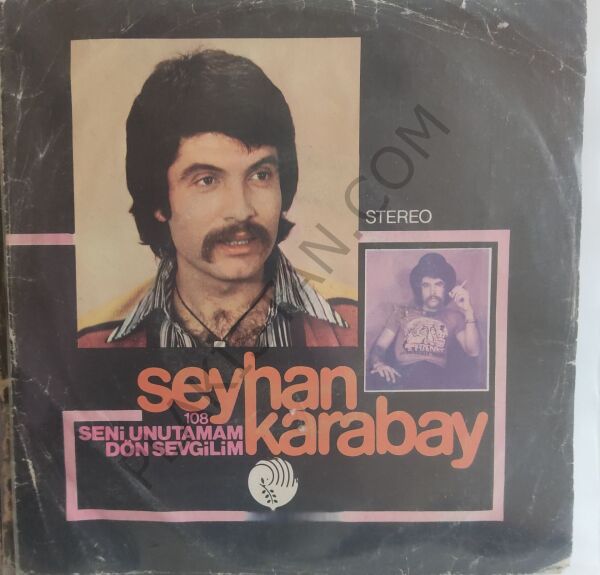 STEREO
seyhan
karabay
108
SENİ UNUTAMAM
DÖN SEVGİLİM